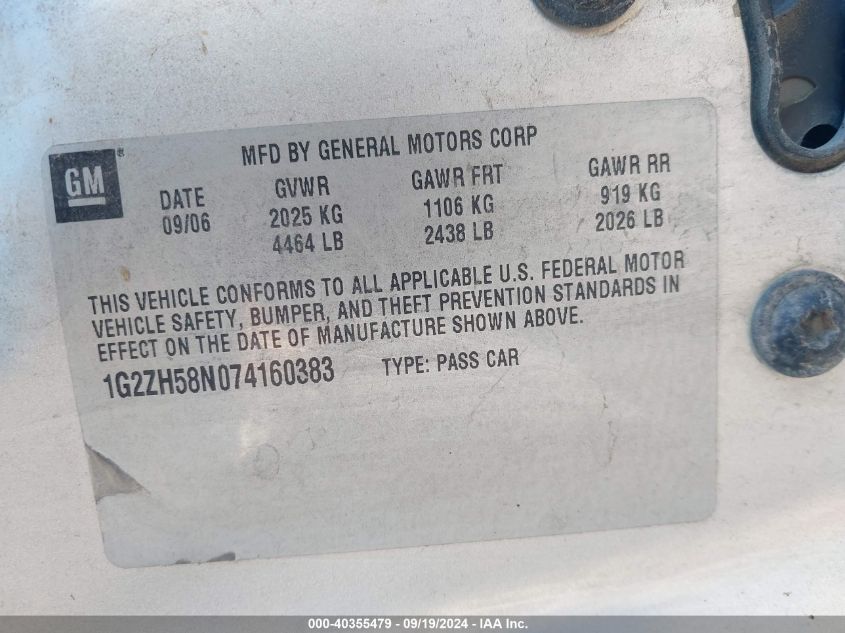 MFD BY GENERAL MOTORS CORP
GM®
DATE GVWR GAWR FRT GAWR RR
09/06 2025 KG 1106 KG 919 KG
4464 LB 2438 LB 2026 LB
THIS VEHICLE CONFORMS TO ALL APPLICABLE U.S. FEDERAL MOTOR
VEHICLE SAFETY, BUMPER, AND THEFT PREVENTION STANDARDS IN
EFFECT ON THE DATE OF MANUFACTURE SHOWN ABOVE.
1G2ZH58N074160383 TYPE: PASS CAR
000-40355479 - 09/19/2024 - IAA Inc.